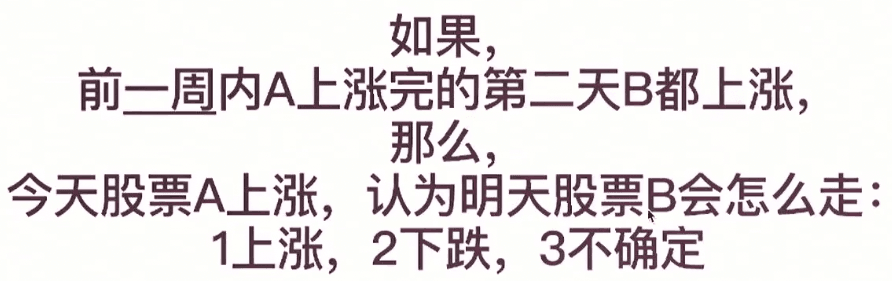 如果，
前一周内A上涨完的第二天B都上涨，
那么，
今天股票A上涨，认为明天股票B会怎么走：
1上涨，2下跌，3不确定